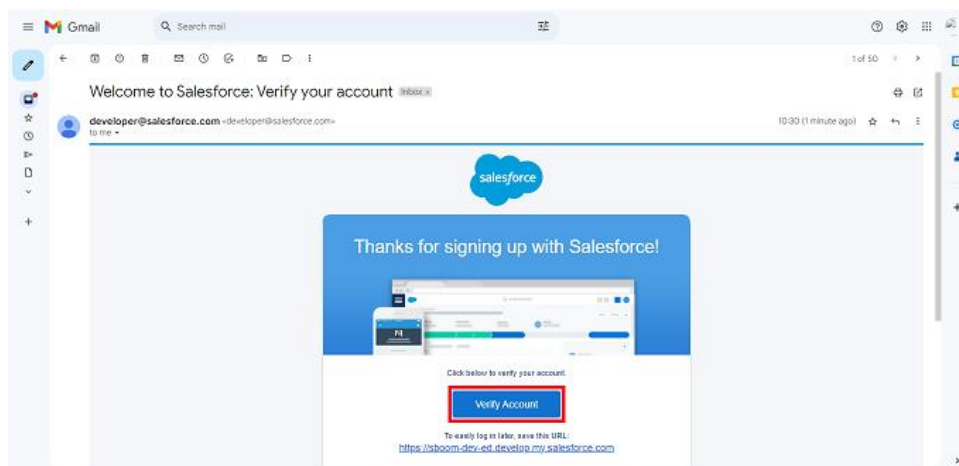 Gmail
Search mail
1 of 50
Welcome to Salesforce: Verify your account Inbox x
developer@salesforce.com <developer@salesforce.com>
10:30 (1 minute ago)
to me
salesforce
Thanks for signing up with Salesforce!
Click below to verify your account.
Verify Account
To easily log in later, save this URL:
https://sboom-dev-ed.develop.my.salesforce.com